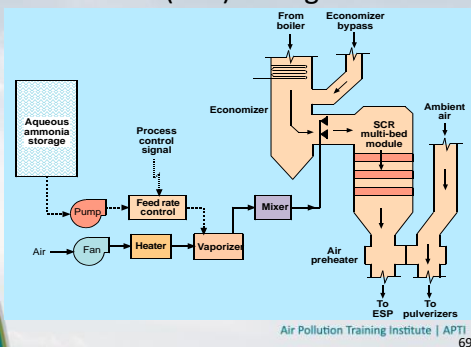 From
boiler
Economizer
bypass
Economizer
Aqueous
ammonia
storage
Process
control
signal
SCR
multi-bed
module
Ambient
air
Pump
Feed rate
control
Mixer
Air
Fan
Heater
Vaporizer
Air
preheater
To
ESP
To
pulverizers
Air Pollution Training Institute | APTI
69